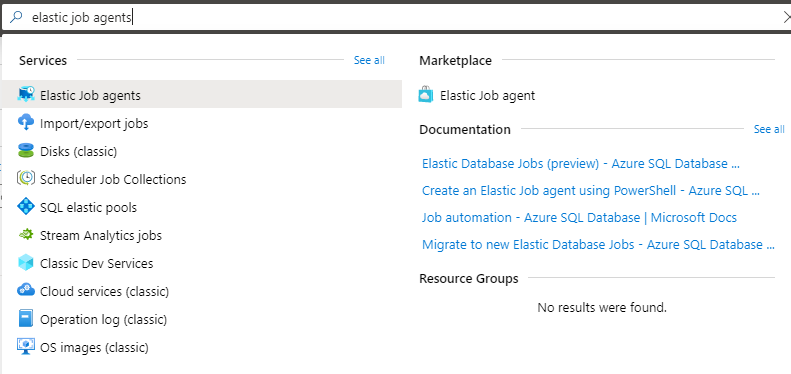 elastic job agents
Services
See all
Elastic Job agents
Import/export jobs
Disks (classic)
Scheduler Job Collections
SQL elastic pools
Stream Analytics jobs
Classic Dev Services
Cloud services (classic)
Operation log (classic)
OS images (classic)
Marketplace
Elastic Job agent
Documentation
See all
Elastic Database Jobs (preview) - Azure SQL Database ...
Create an Elastic Job agent using PowerShell - Azure SQL ...
Job automation - Azure SQL Database | Microsoft Docs
Migrate to new Elastic Database Jobs - Azure SQL Database ...
Resource Groups
No results were found.